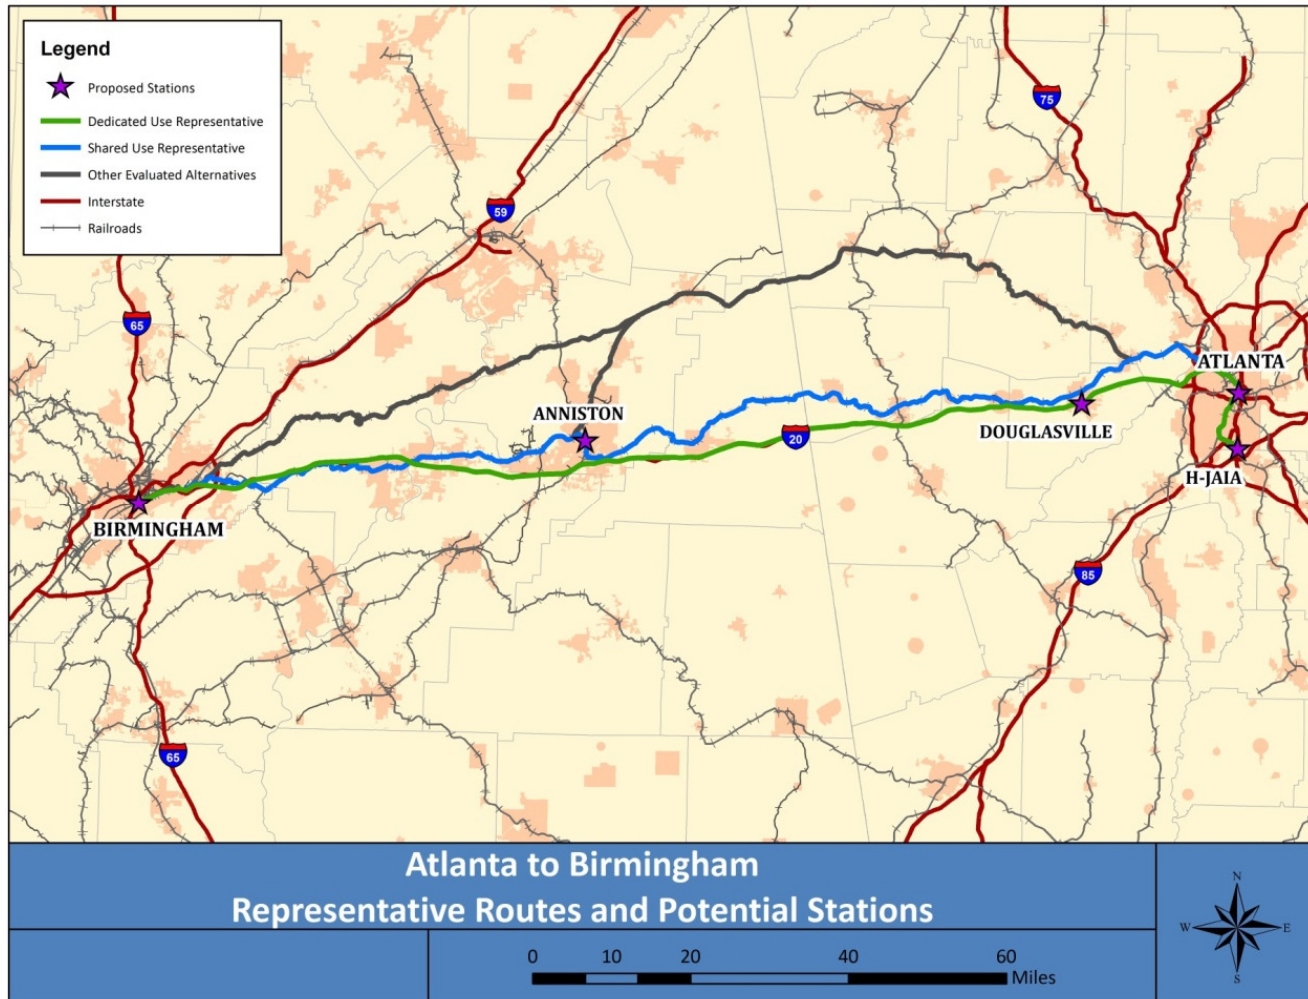 Legend
Proposed Stations
Dedicated Use Representative
Shared Use Representative
Other Evaluated Alternatives
Interstate
Railroads
75
59
65
ATLANTA
ANNISTON
20
DOUGLASVILLE
H-JAIA
BIRMINGHAM
85
65
Atlanta to Birmingham
Representative Routes and Potential Stations
N
W E
S
0 10 20 40 60
Miles